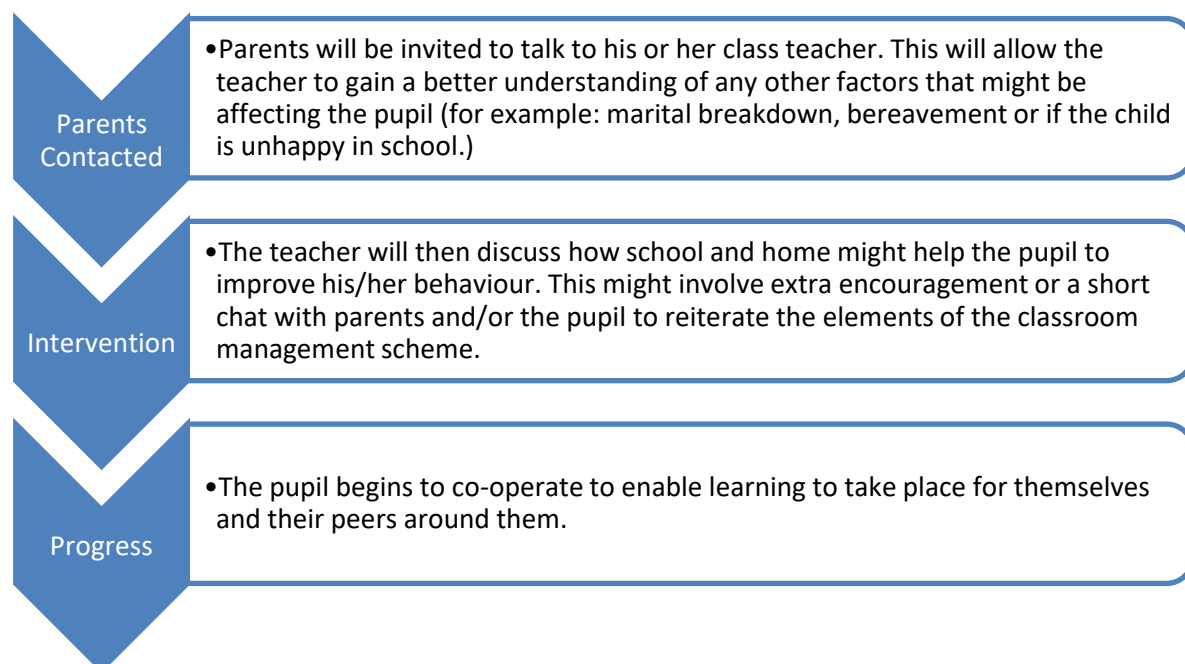 Parents
Contacted
•Parents will be invited to talk to his or her class teacher. This will allow the
teacher to gain a better understanding of any other factors that might be
affecting the pupil (for example: marital breakdown, bereavement or if the child
is unhappy in school.)
Intervention
•The teacher will then discuss how school and home might help the pupil to
improve his/her behaviour. This might involve extra encouragement or a short
chat with parents and/or the pupil to reiterate the elements of the classroom
management scheme.
Progress
•The pupil begins to co-operate to enable learning to take place for themselves
and their peers around them.